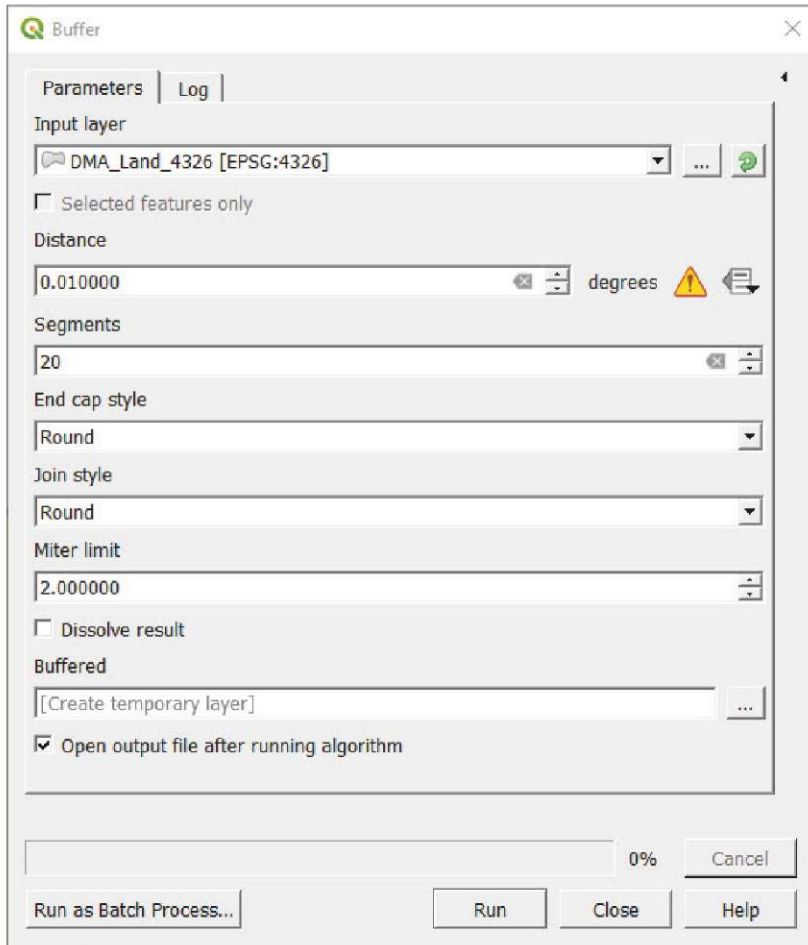 Buffer
Parameters Log
Input layer
DMA_Land_4326 [EPSG:4326]
...
Selected features only
Distance
0.010000 degrees
Segments
20
End cap style
Round
Join style
Round
Miter limit
2.000000
Dissolve result
Buffered
[Create temporary layer]
...
Open output file after running algorithm
0% Cancel
Run as Batch Process... Run Close Help